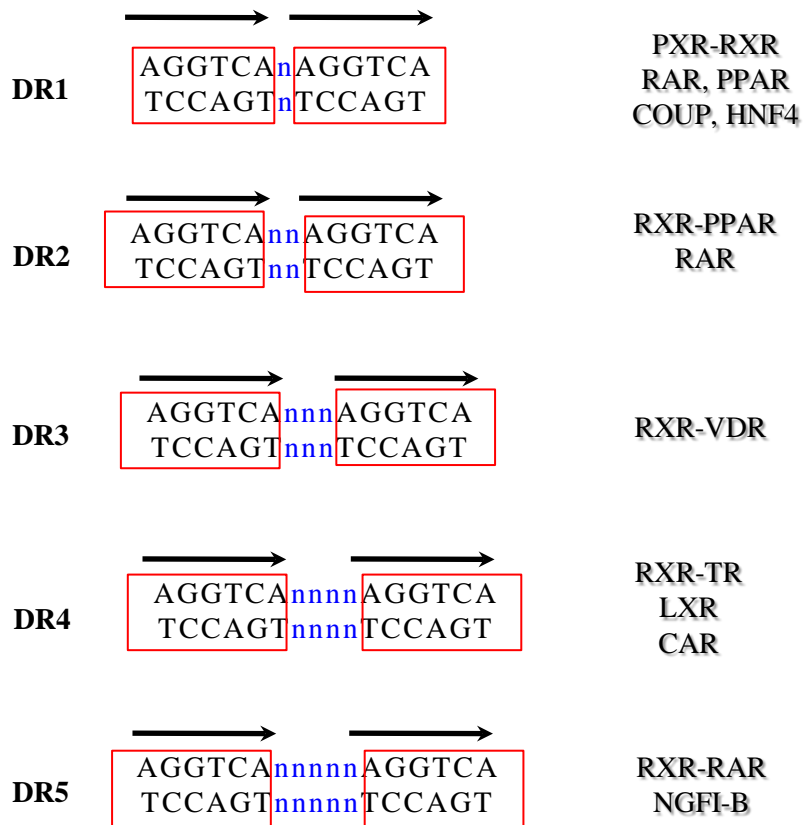 DR1
AGGTCAnAGGTCA
TCCAGTnTCCAGT
PXR-RXR
RAR, PPAR
COUP, HNF4
DR2
AGGTCAnnAGGTCA
TCCAGTnnTCCAGT
RXR-PPAR
RAR
DR3
AGGTCAnnnAGGTCA
TCCAGTnnnTCCAGT
RXR-VDR
DR4
AGGTCAnnnnAGGTCA
TCCAGTnnnnTCCAGT
RXR-TR
LXR
CAR
DR5
AGGTCAnnnnnAGGTCA
TCCAGTnnnnnTCCAGT
RXR-RAR
NGFI-B